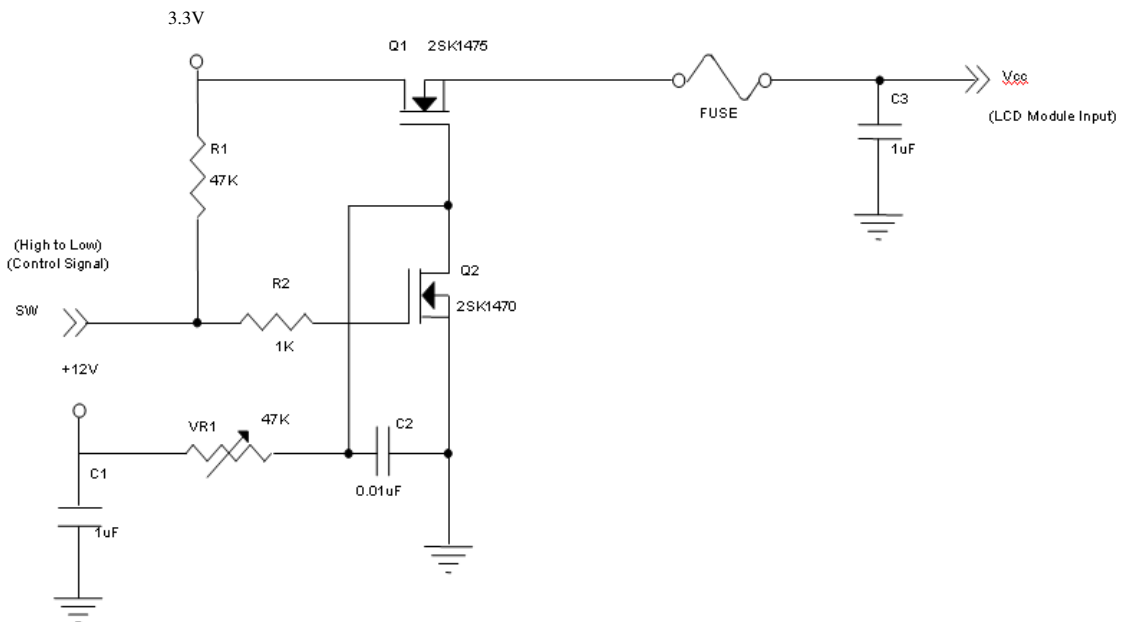 3.3V
Q1 2SK1475
Vcc
FUSE
C3
(LCD Module Input)
1uF
R1
47K
(High to Low)
(Control Signal)
SW
R2
1K
Q2
2SK1470
+12V
VR1
47K
C2
0.01uF
C1
1uF